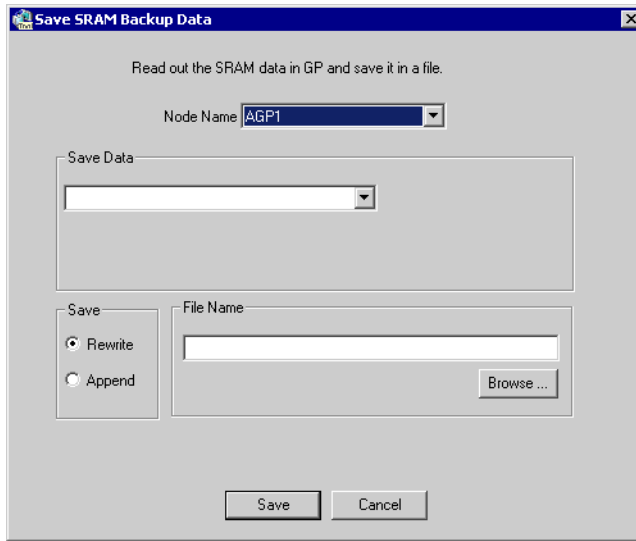 Save SRAM Backup Data
Read out the SRAM data in GP and save it in a file.
Node Name AGP1
Save Data
Save
Rewrite
Append
File Name
Browse ...
Save Cancel